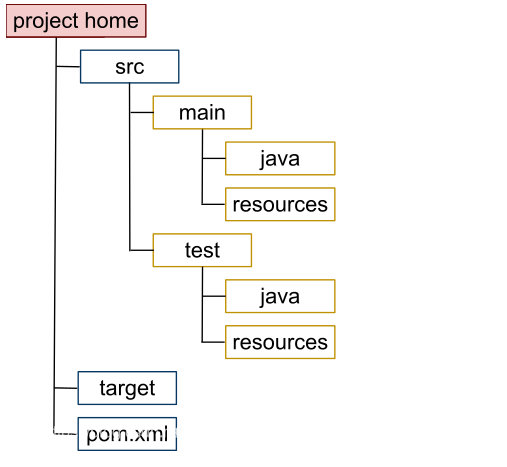 project home
src
main
java
resources
test
java
resources
target
pom.xml